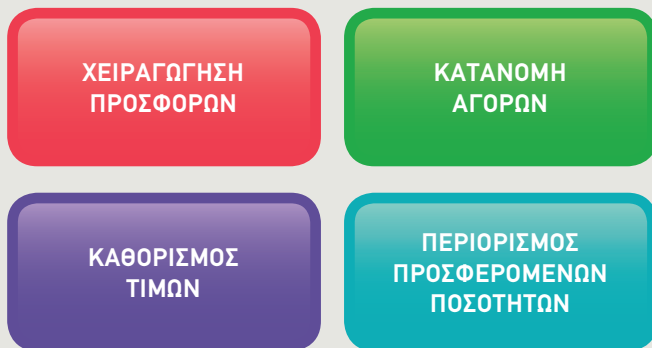 ΧΕΙΡΑΓΩΓΗΣΗ
ΠΡΟΣΦΟΡΩΝ
ΚΑΤΑΝΟΜΗ
ΑΓΟΡΩΝ
ΚΑΘΟΡΙΣΜΟΣ
ΤΙΜΩΝ
ΠΕΡΙΟΡΙΣΜΟΣ
ΠΡΟΣΦΕΡΟΜΕΝΩΝ
ΠΟΣΟΤΗΤΩΝ